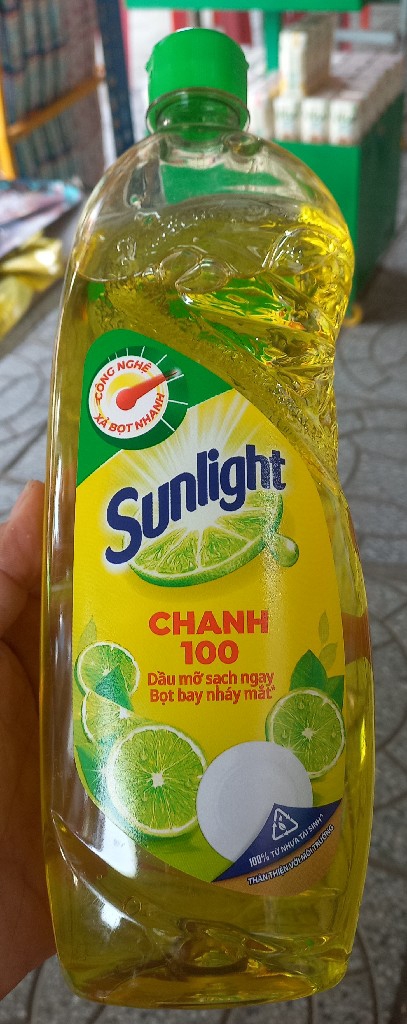 CÔNG NGHỆ
XẢ BỌT NHANH
Sunlight
CHANH
100
Dầu mỡ sạch ngay
Bọt bay nháy mắt*
100% TỪ NHỰA TÁI SINH*
THÂN THIỆN VỚI MÔI TRƯỜNG